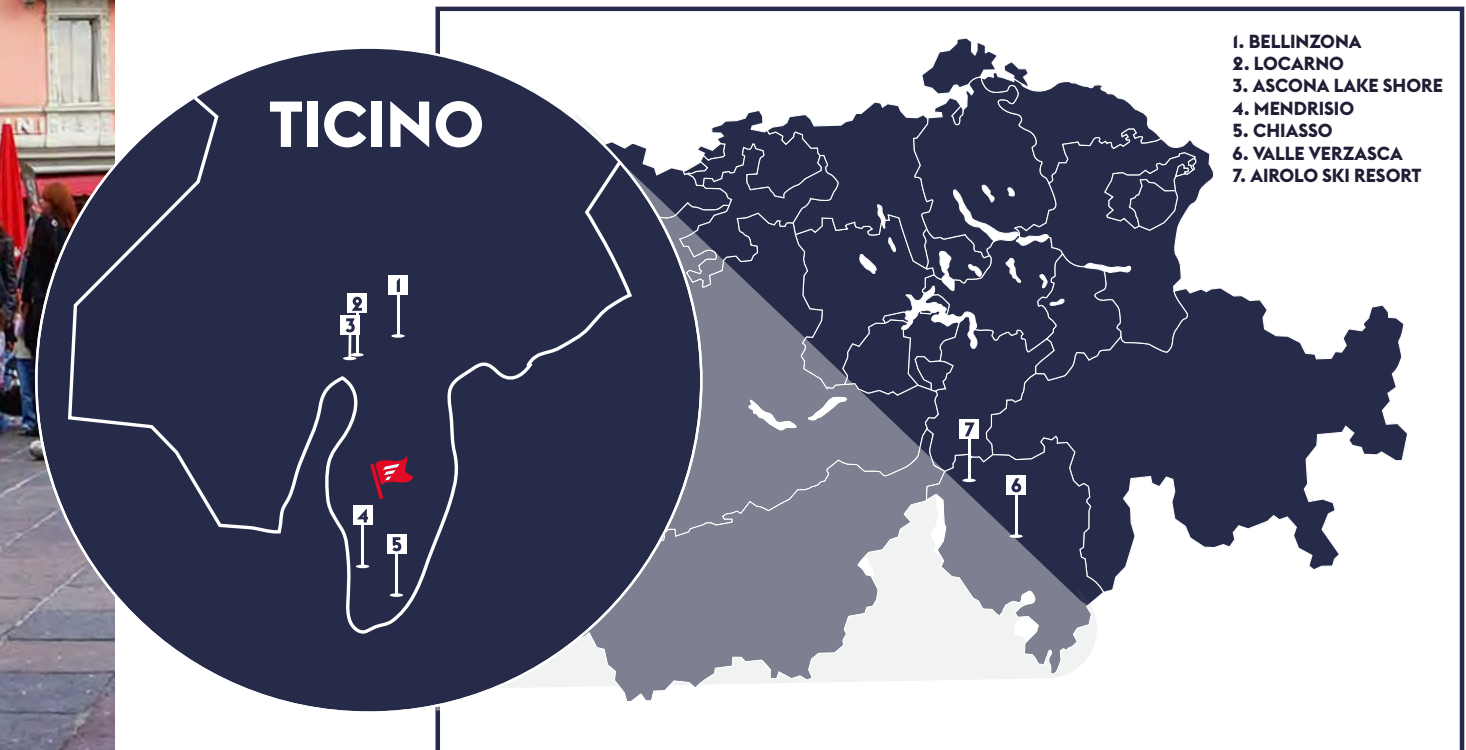 TICINO
1. BELLINZONA
2. LOCARNO
3. ASCONA LAKE SHORE
4. MENDRISIO
5. CHIASSO
6. VALLE VERZASCA
7. AIROLO SKI RESORT
1
2
3
4
5
7
6